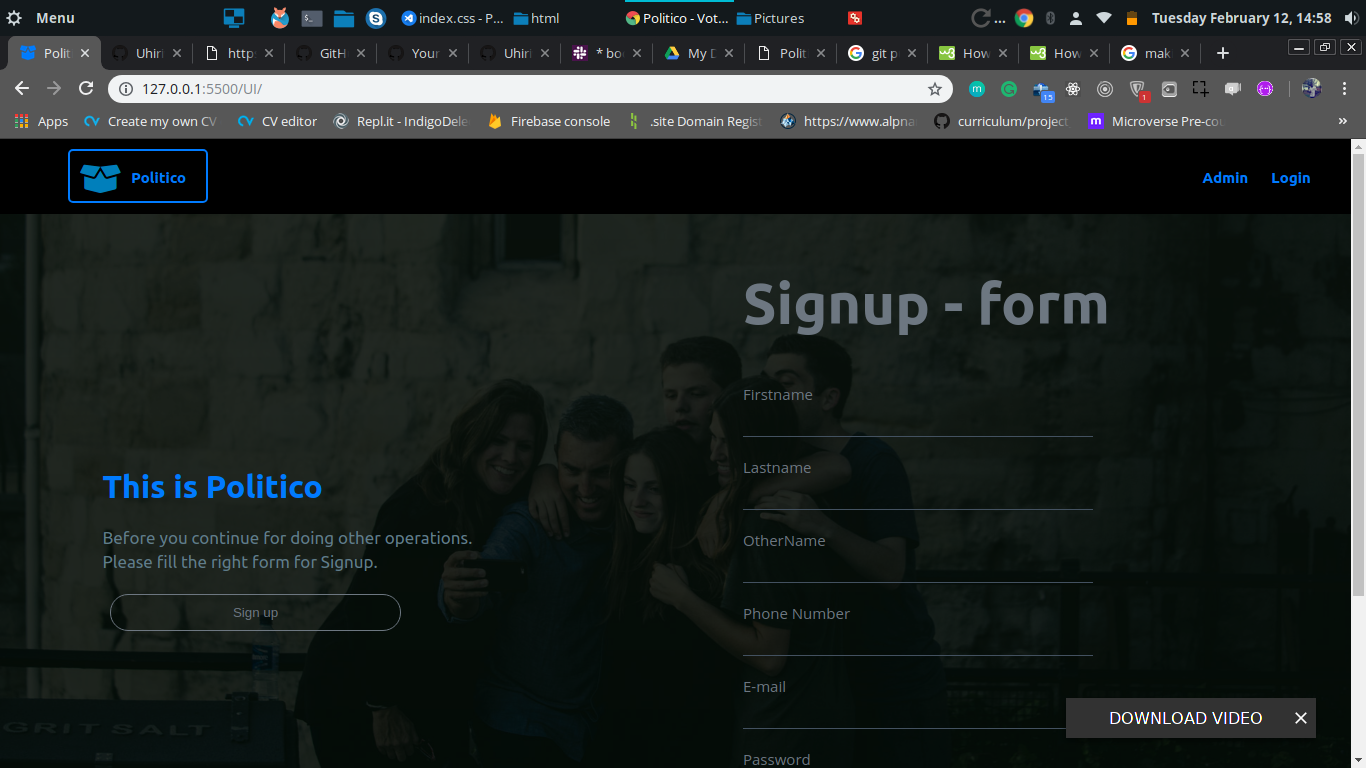 Menu
index.css - P...
html
Politico - Vot...
Pictures
...
Tuesday February 12, 14:58
Polit
Uhiri
http
GitH
Your
Uhiri
* bo
My D
Polit
git p
How
How
mak
127.0.0.1:5500/UI/
15
1
Apps
Create my own CV
CV editor
Repl.it - IndigoDele
Firebase console
.site Domain Regist
https://www.alpna
curriculum/project
Microverse Pre-cou
»
Politico
Admin
Login
Signup - form
Firstname
Lastname
This is Politico
Before you continue for doing other operations.
Please fill the right form for Signup.
OtherName
Sign up
Phone Number
E-mail
GRIT SALT
DOWNLOAD VIDEO
Password